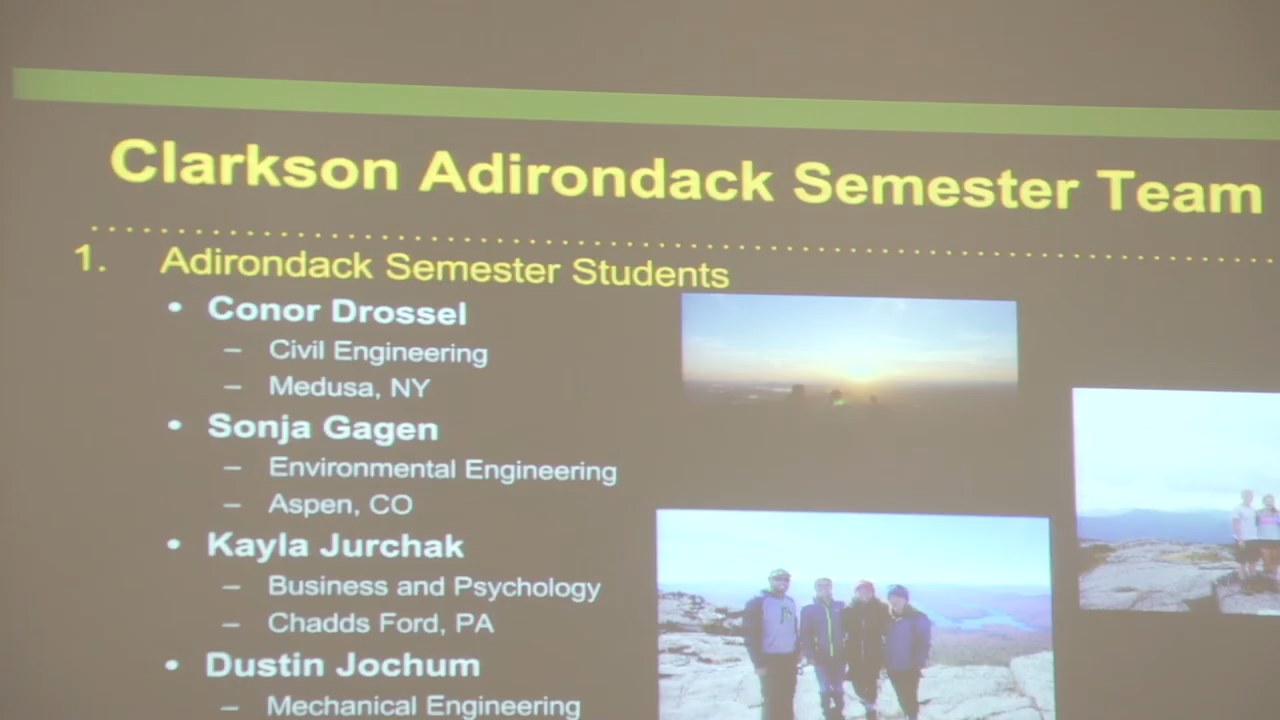 Clarkson Adirondack Semester Team
1. Adirondack Semester Students
• Conor Drossel
– Civil Engineering
– Medusa, NY
• Sonja Gagen
– Environmental Engineering
– Aspen, CO
• Kayla Jurchak
– Business and Psychology
– Chadds Ford, PA
• Dustin Jochum
– Mechanical Engineering